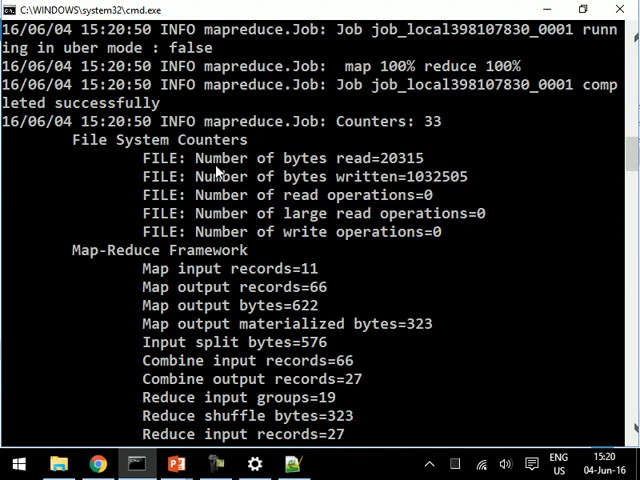 C:\WINDOWS\system32\cmd.exe
16/06/04 15:20:50 INFO mapreduce.Job: Job job_local398107830_0001 runn
ing in uber mode : false
16/06/04 15:20:50 INFO mapreduce.Job:  map 100% reduce 100%
16/06/04 15:20:50 INFO mapreduce.Job: Job job_local398107830_0001 comp
leted successfully
16/06/04 15:20:50 INFO mapreduce.Job: Counters: 33
File System Counters
FILE: Number of bytes read=20315
FILE: Number of bytes written=1032505
FILE: Number of read operations=0
FILE: Number of large read operations=0
FILE: Number of write operations=0
Map-Reduce Framework
Map input records=11
Map output records=66
Map output bytes=622
Map output materialized bytes=323
Input split bytes=576
Combine input records=66
Combine output records=27
Reduce input groups=19
Reduce shuffle bytes=323
Reduce input records=27
ENG
US
15:20
04-Jun-16